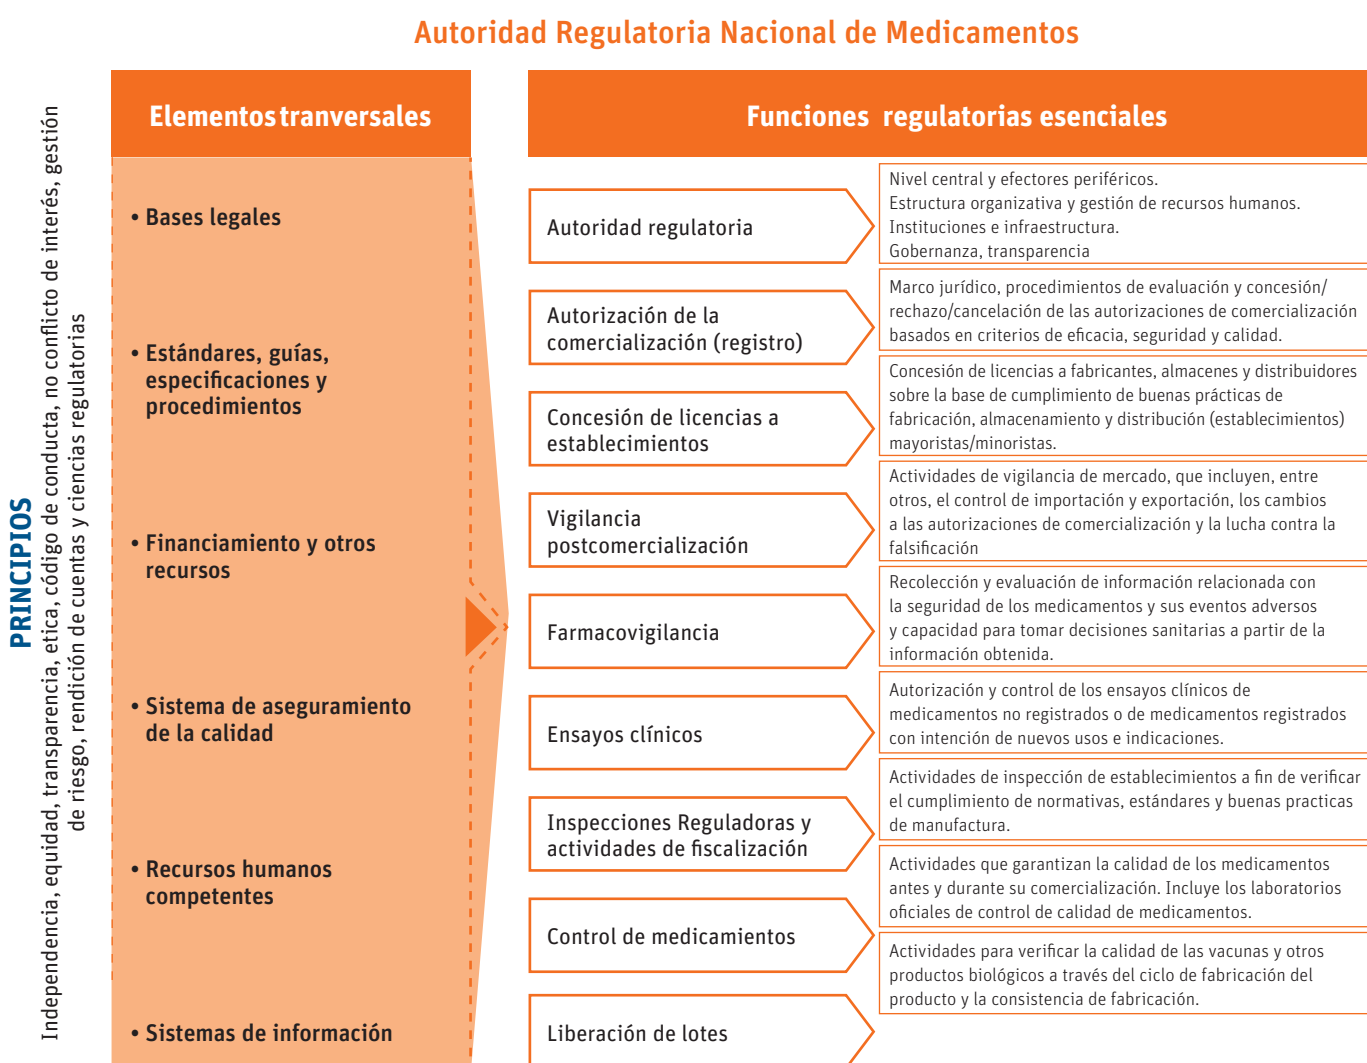 Autoridad Regulatoria Nacional de Medicamentos
PRINCIPIOS
Independencia, equidad, transparencia, etica, código de conducta, no conflicto de interés, gestión
de riesgo, rendición de cuentas y ciencias regulatorias
Elementos tranversales
• Bases legales
• Estándares, guías,
especificaciones y
procedimientos
• Financiamiento y otros
recursos
• Sistema de aseguramiento
de la calidad
• Recursos humanos
competentes
• Sistemas de información
Funciones regulatorias esenciales
Autoridad regulatoria
Nivel central y efectores periféricos.
Estructura organizativa y gestión de recursos humanos.
Instituciones e infraestructura.
Gobernanza, transparencia
Autorización de la
comercialización (registro)
Marco jurídico, procedimientos de evaluación y concesión/
rechazo/cancelación de las autorizaciones de comercialización
basados en criterios de eficacia, seguridad y calidad.
Concesión de licencias a
establecimientos
Concesión de licencias a fabricantes, almacenes y distribuidores
sobre la base de cumplimiento de buenas prácticas de
fabricación, almacenamiento y distribución (establecimientos)
mayoristas/minoristas.
Vigilancia
postcomercialización
Actividades de vigilancia de mercado, que incluyen, entre
otros, el control de importación y exportación, los cambios
a las autorizaciones de comercialización y la lucha contra la
falsificación
Farmacovigilancia
Recolección y evaluación de información relacionada con
la seguridad de los medicamentos y sus eventos adversos
y capacidad para tomar decisiones sanitarias a partir de la
información obtenida.
Ensayos clínicos
Autorización y control de los ensayos clínicos de
medicamentos no registrados o de medicamentos registrados
con intención de nuevos usos e indicaciones.
Inspecciones Reguladoras y
actividades de fiscalización
Actividades de inspección de establecimientos a fin de verificar
el cumplimiento de normativas, estándares y buenas practicas
de manufactura.
Control de medicamientos
Actividades que garantizan la calidad de los medicamentos
antes y durante su comercialización. Incluye los laboratorios
oficiales de control de calidad de medicamentos.
Liberación de lotes
Actividades para verificar la calidad de las vacunas y otros
productos biológicos a través del ciclo de fabricación del
producto y la consistencia de fabricación.